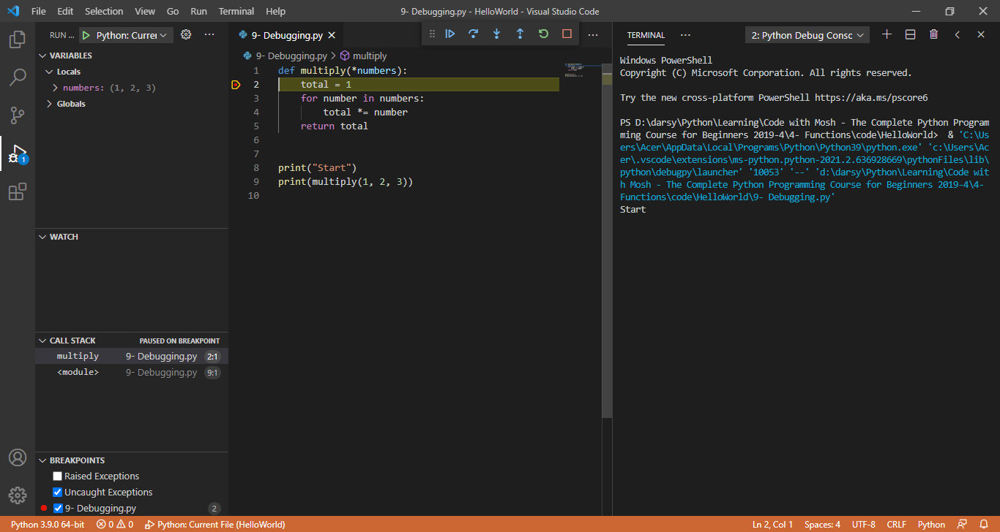 File Edit Selection View Go Run Terminal Help 9- Debugging.py - HelloWorld - Visual Studio Code
RUN ... Python: Currer
VARIABLES
Locals
numbers: (1, 2, 3)
Globals
WATCH
CALL STACK PAUSED ON BREAKPOINT
multiply 9- Debugging.py 2:1
<module> 9- Debugging.py 9:1
BREAKPOINTS
Raised Exceptions
Uncaught Exceptions
9- Debugging.py 2
1
9- Debugging.py
9- Debugging.py > multiply
1 def multiply(*numbers):
2 total = 1
3 for number in numbers:
4 total *= number
5 return total
6
7
8 print("Start")
9 print(multiply(1, 2, 3))
10
TERMINAL ... 2: Python Debug Consc
Windows PowerShell
Copyright (C) Microsoft Corporation. All rights reserved.
Try the new cross-platform PowerShell https://aka.ms/pscore6
PS D:\darsy\Python\Learning\Code with Mosh - The Complete Python Program
ming Course for Beginners 2019-4\4- Functions\code\HelloWorld>  & 'C:\Us
ers\Acer\AppData\Local\Programs\Python\Python39\python.exe' 'c:\Users\Ac
er\.vscode\extensions\ms-python.python-2021.2.636928669\pythonFiles\lib\
python\debugpy\launcher' '10053' '--' 'd:\darsy\Python\Learning\Code wit
h Mosh - The Complete Python Programming Course for Beginners 2019-4\4-
Functions\code\HelloWorld\9- Debugging.py'
Start
Python 3.9.0 64-bit 0 0 Python: Current File (HelloWorld) Ln 2, Col 1 Spaces: 4 UTF-8 CRLF Python